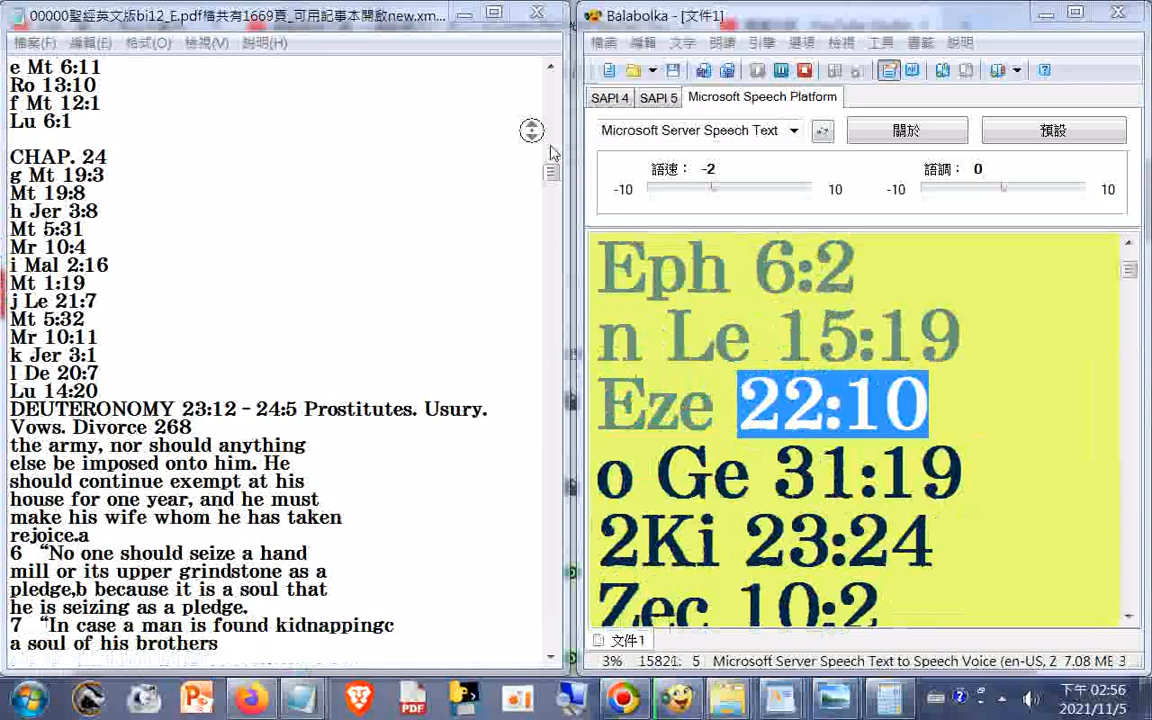 00000聖經英文版bi12_E.pdf檔共有1669頁_可用記事本開啟new.xm...
檔案(F) 編輯(E) 格式(O) 檢視(V) 說明(H)
e Mt 6:11
Ro 13:10
f Mt 12:1
Lu 6:1
CHAP. 24
g Mt 19:3
Mt 19:8
h Jer 3:8
Mt 5:31
Mr 10:4
i Mal 2:16
Mt 1:19
j Le 21:7
Mt 5:32
Mr 10:11
k Jer 3:1
l De 20:7
Lu 14:20
DEUTERONOMY 23:12–24:5 Prostitutes. Usury.
Vows. Divorce 268
the army, nor should anything
else be imposed onto him. He
should continue exempt at his
house for one year, and he must
make his wife whom he has taken
rejoice.a
6 “No one should seize a hand
mill or its upper grindstone as a
pledge,b because it is a soul that
he is seizing as a pledge.
7 “In case a man is found kidnappingc
a soul of his brothers
Balabolka - [文件1]
檔案 編輯 文字 朗讀 引擎 選項 檢視 工具 書籤 說明
SAPI 4 SAPI 5 Microsoft Speech Platform
Microsoft Server Speech Text 關於 預設
語速： -2 語調： 0
-10 10 -10 10
Eph 6:2
n Le 15:19
Eze 22:10
o Ge 31:19
2Ki 23:24
Zec 10:2
文件1
3% 15821: 5 Microsoft Server Speech Text to Speech Voice (en-US, 2 7.08 MB 3
PDF
下午 02:56
2021/11/5